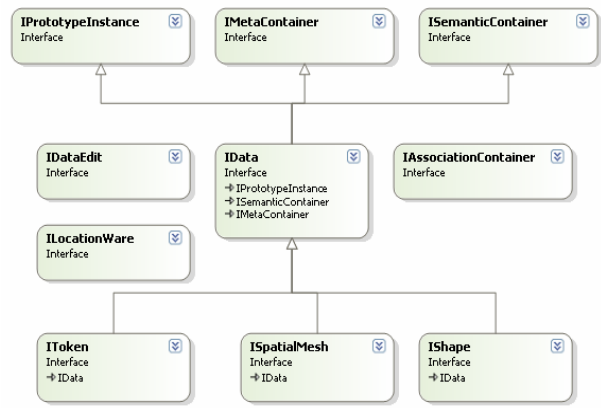 IPrototypeInstance
Interface
IMetaContainer
Interface
ISemanticContainer
Interface
IDataEdit
Interface
IData
Interface
IPrototypeInstance
ISemanticContainer
IMetaContainer
IAssociationContainer
Interface
ILocationWare
Interface
IToken
Interface
IData
ISpatialMesh
Interface
IData
IShape
Interface
IData